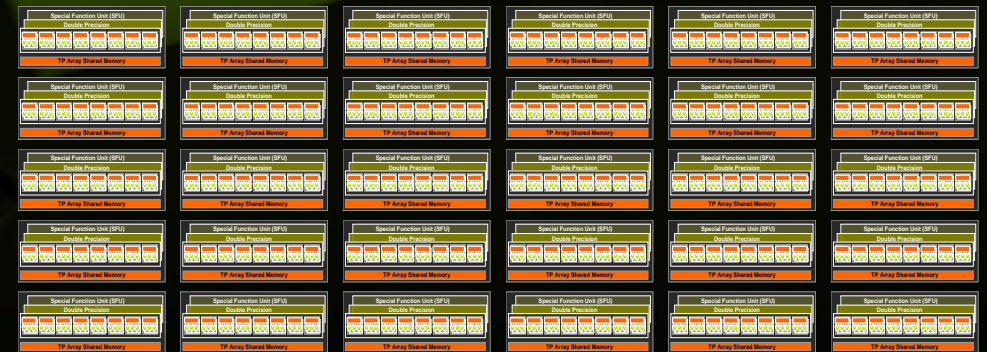 Special Function Unit (SFU) Special Function Unit (SFU) Special Function Unit (SFU) Special Function Unit (SFU) Special Function Unit (SFU) Special Function Unit (SFU)
Double Precision Double Precision Double Precision Double Precision Double Precision Double Precision
TP Array Shared Memory TP Array Shared Memory TP Array Shared Memory TP Array Shared Memory TP Array Shared Memory TP Array Shared Memory
Special Function Unit (SFU) Special Function Unit (SFU) Special Function Unit (SFU) Special Function Unit (SFU) Special Function Unit (SFU) Special Function Unit (SFU)
Double Precision Double Precision Double Precision Double Precision Double Precision Double Precision
TP Array Shared Memory TP Array Shared Memory TP Array Shared Memory TP Array Shared Memory TP Array Shared Memory TP Array Shared Memory
Special Function Unit (SFU) Special Function Unit (SFU) Special Function Unit (SFU) Special Function Unit (SFU) Special Function Unit (SFU) Special Function Unit (SFU)
Double Precision Double Precision Double Precision Double Precision Double Precision Double Precision
TP Array Shared Memory TP Array Shared Memory TP Array Shared Memory TP Array Shared Memory TP Array Shared Memory TP Array Shared Memory
Special Function Unit (SFU) Special Function Unit (SFU) Special Function Unit (SFU) Special Function Unit (SFU) Special Function Unit (SFU) Special Function Unit (SFU)
Double Precision Double Precision Double Precision Double Precision Double Precision Double Precision
TP Array Shared Memory TP Array Shared Memory TP Array Shared Memory TP Array Shared Memory TP Array Shared Memory TP Array Shared Memory
Special Function Unit (SFU) Special Function Unit (SFU) Special Function Unit (SFU) Special Function Unit (SFU) Special Function Unit (SFU) Special Function Unit (SFU)
Double Precision Double Precision Double Precision Double Precision Double Precision Double Precision
TP Array Shared Memory TP Array Shared Memory TP Array Shared Memory TP Array Shared Memory TP Array Shared Memory TP Array Shared Memory